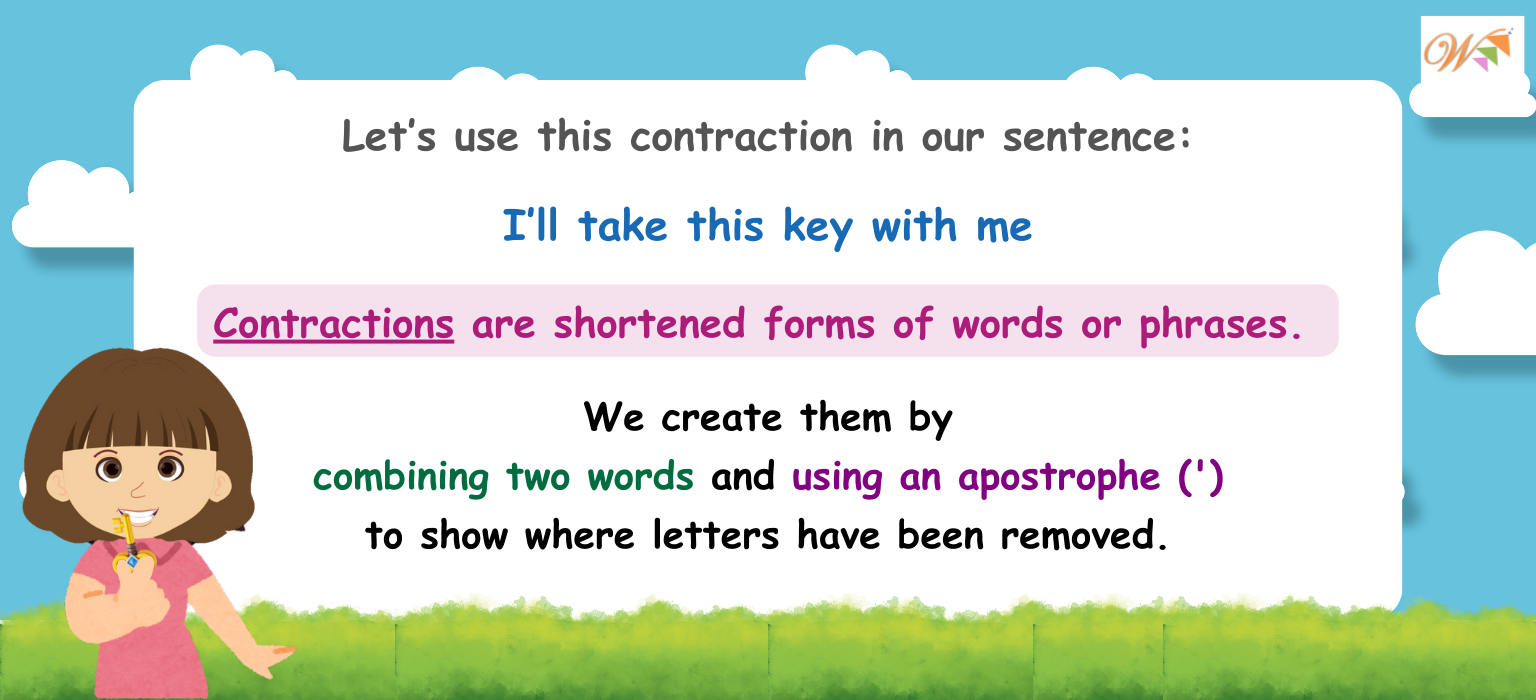 Let’s use this contraction in our sentence:
I’ll take this key with me
Contractions are shortened forms of words or phrases.
We create them by
combining two words and using an apostrophe (')
to show where letters have been removed.
W